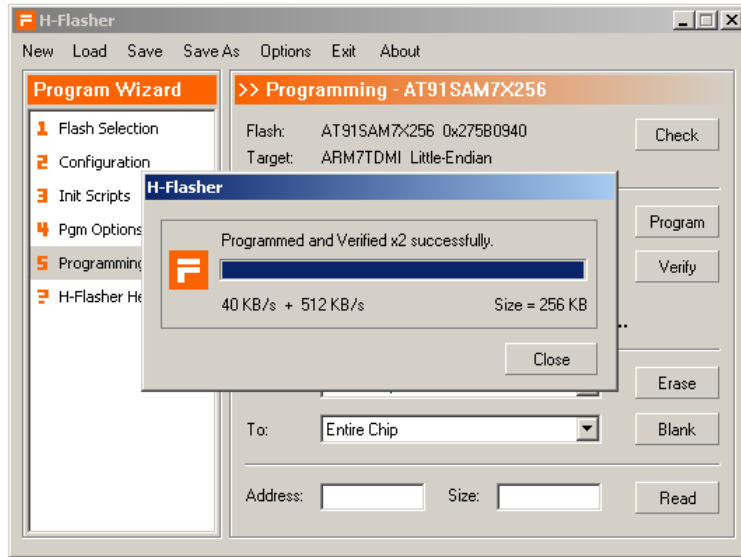 H-Flasher
New Load Save Save As Options Exit About
Program Wizard
1 Flash Selection
2 Configuration
3 Init Scripts
4 Pgm Options
5 Programming
? H-Flasher He
>> Programming - AT91SAM7X256
Flash: AT91SAM7X256 0x275B0940
Target: ARM7TDMI Little-Endian
Check
Program
Verify
H-Flasher
Programmed and Verified x2 successfully.
40 KB/s + 512 KB/s Size = 256 KB
Close
Erase
To: Entire Chip
Blank
Address: Size:
Read